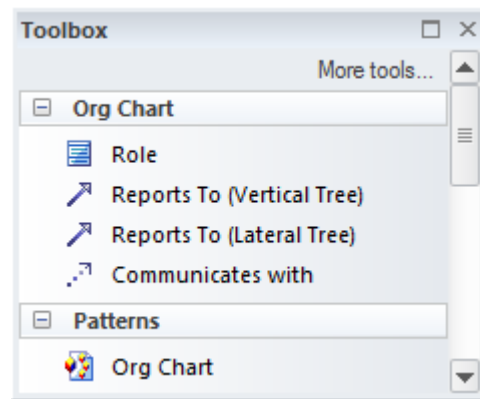 Toolbox
More tools...
Org Chart
Role
Reports To (Vertical Tree)
Reports To (Lateral Tree)
Communicates with
Patterns
Org Chart